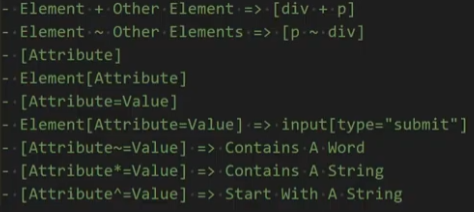 - Element + Other Element => [div + p]
- Element ~ Other Elements => [p ~ div]
- [Attribute]
- Element[Attribute]
- [Attribute=Value]
- Element[Attribute=Value] => input[type="submit"]
- [Attribute~=Value] => Contains A Word
- [Attribute*=Value] => Contains A String
- [Attribute^=Value] => Start With A String